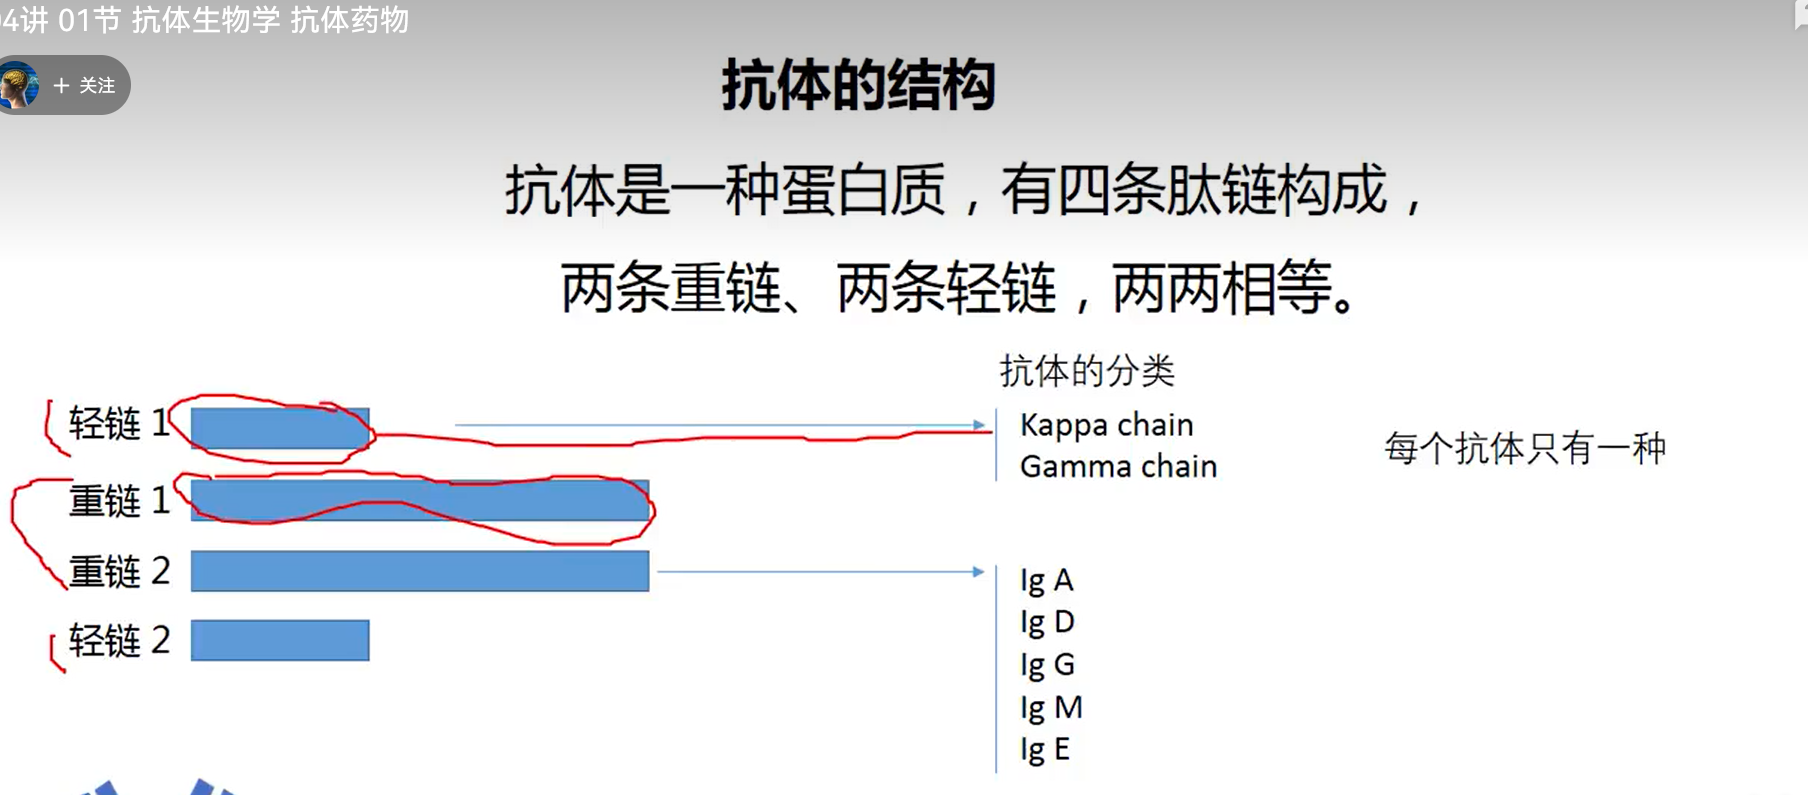 04讲 01节 抗体生物学 抗体药物
+ 关注
抗体的结构
抗体是一种蛋白质，有四条肽链构成，
两条重链、两条轻链，两两相等。
抗体的分类
轻链 1
Kappa chain
Gamma chain
每个抗体只有一种
重链 1
重链 2
轻链 2
Ig A
Ig D
Ig G
Ig M
Ig E